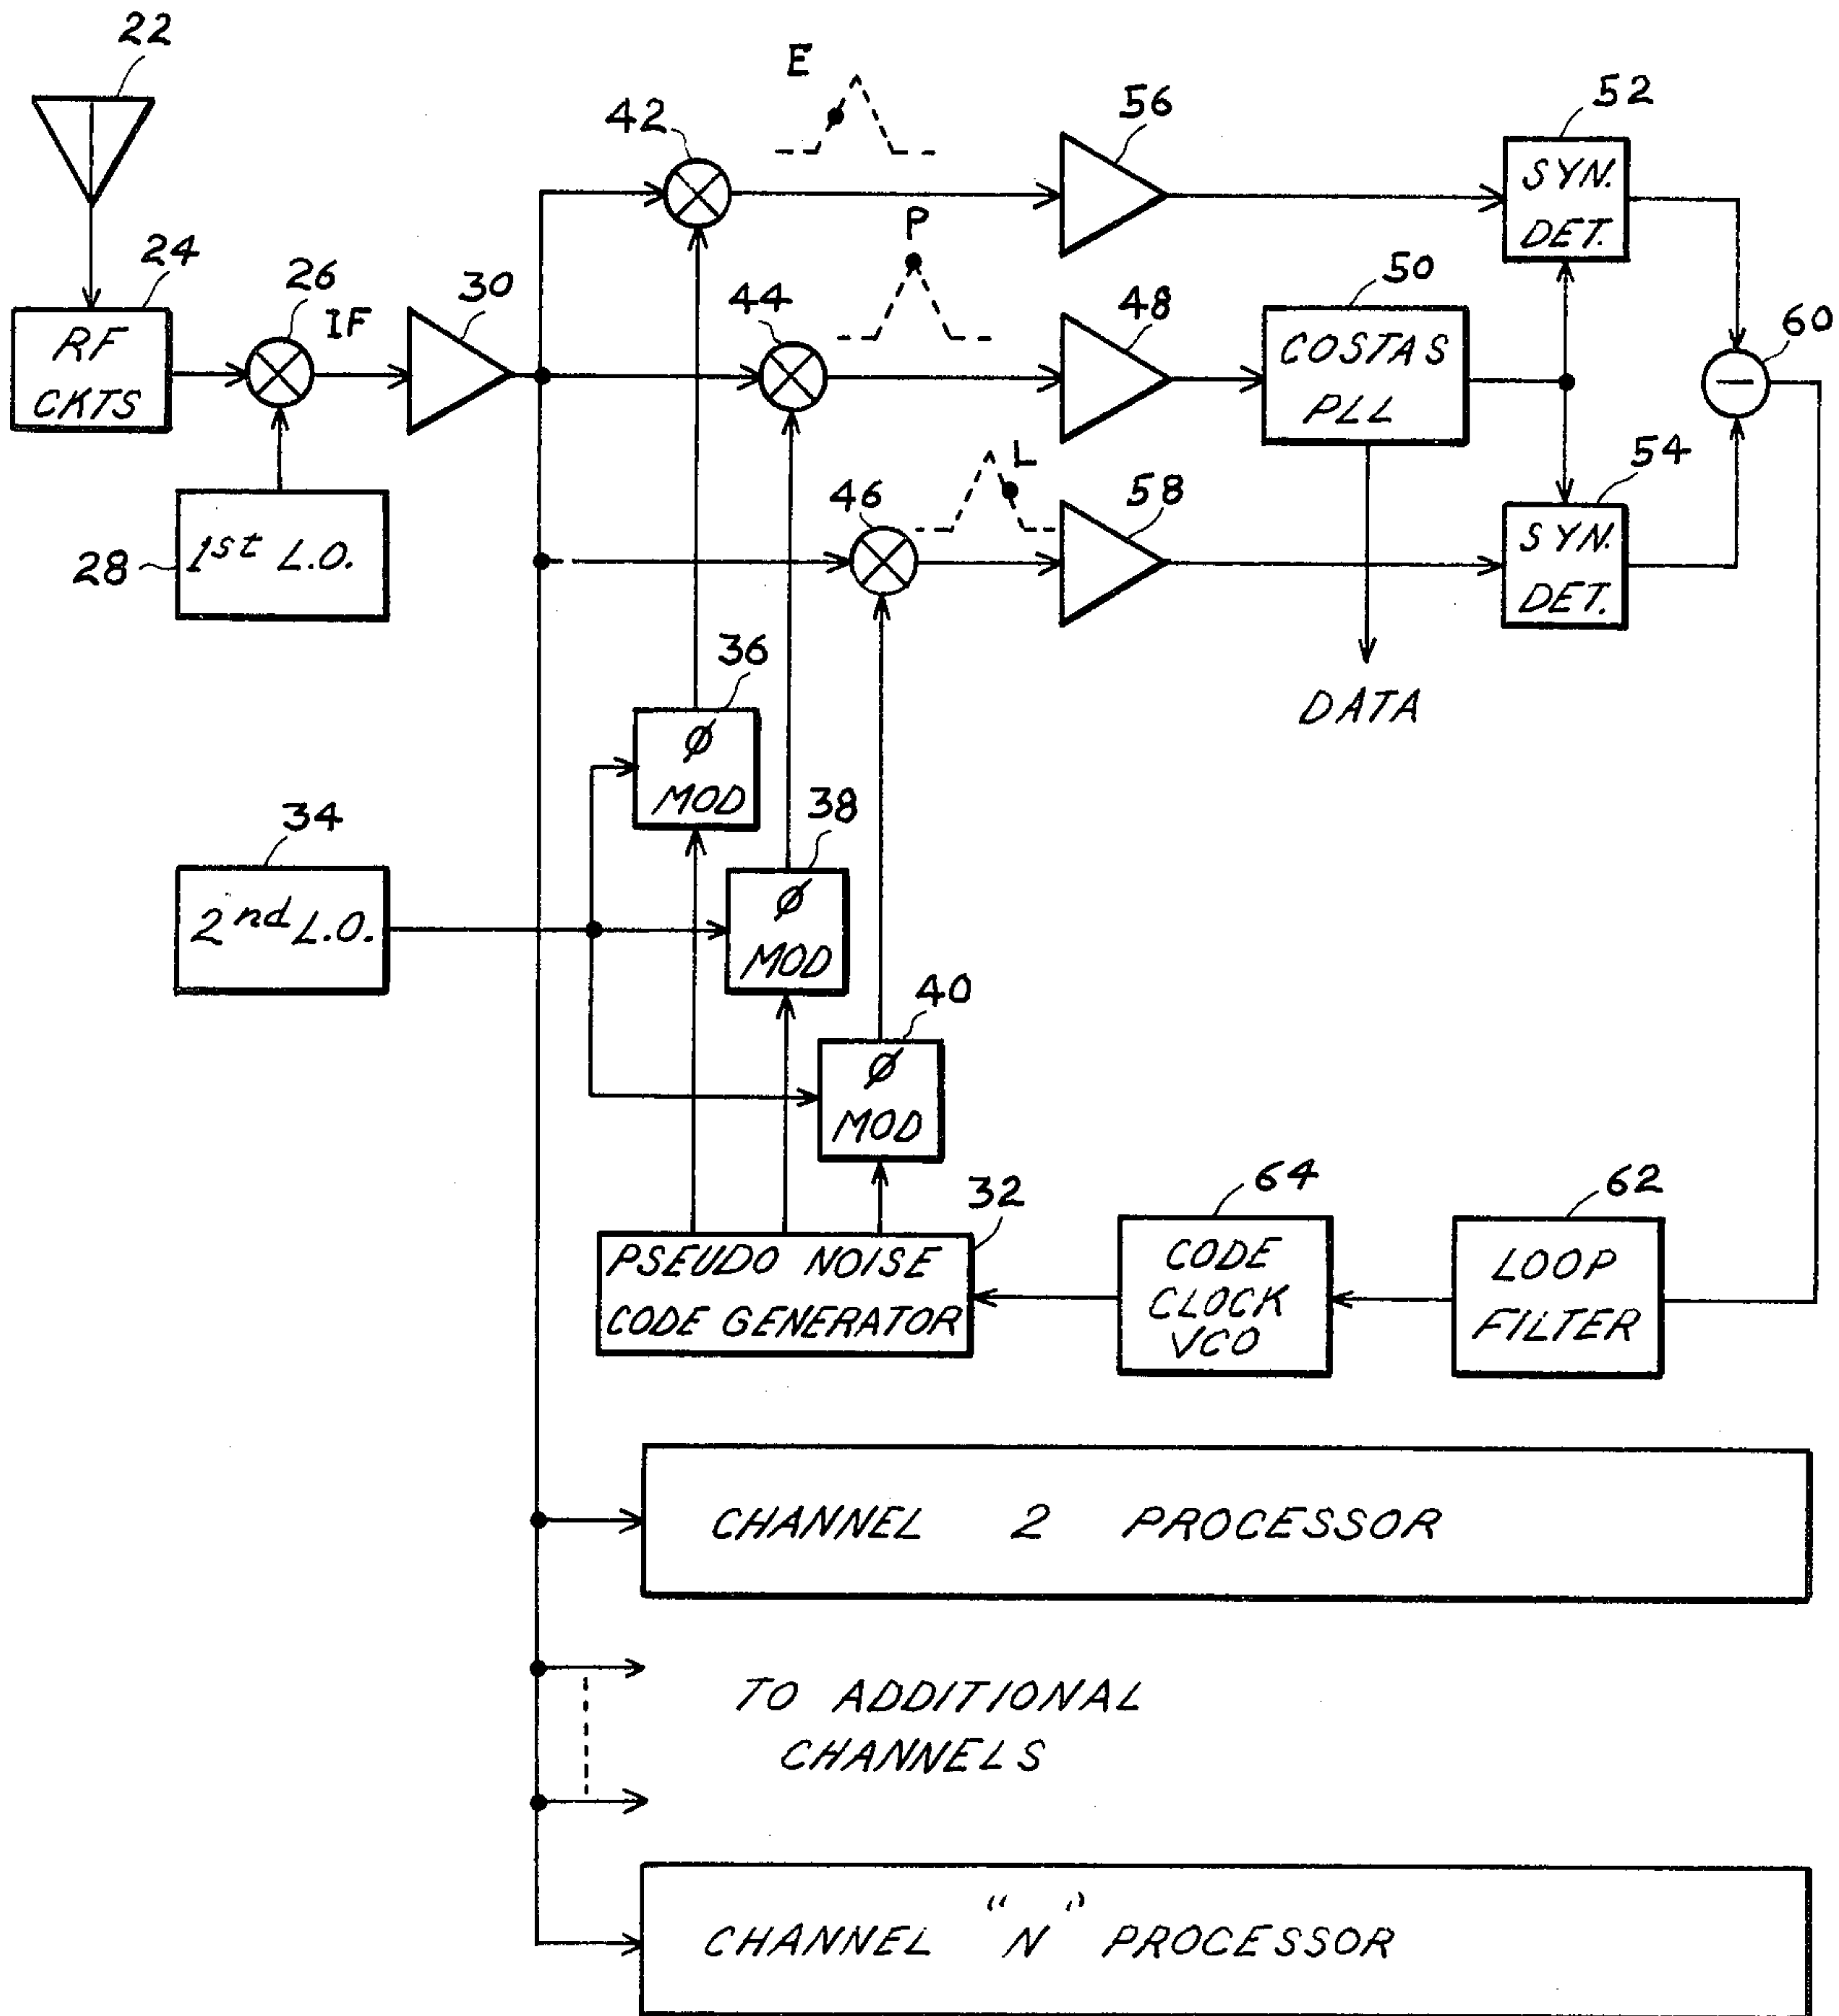 22
E
42
56
52
SYN.
DET.
P
24
26
IF
30
44
48
50
60
RF
CKTS
COSTAS
PLL
L
46
58
54
28
1st L.O.
SYN.
DET.
36
φ
MOD
DATA
34
38
2nd L.O.
φ
MOD
40
φ
MOD
32
64
62
PSEUDO NOISE
CODE GENERATOR
CODE
CLOCK
VCO
LOOP
FILTER
CHANNEL 2 PROCESSOR
TO ADDITIONAL
CHANNELS
CHANNEL "N" PROCESSOR